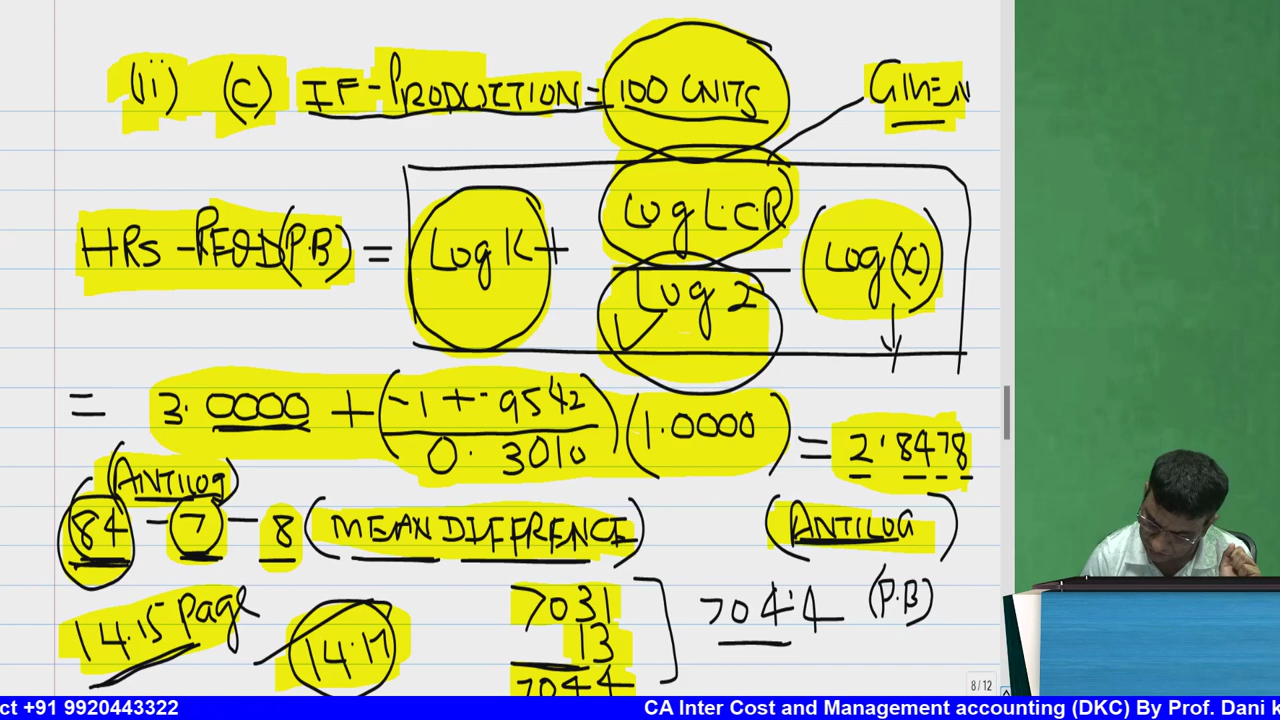 (ii) (C) IF-PRODUCTION = 100 UNITS GIVEN
HRs-REQD(P.B) = Log K + Log L.C.R / Log 2 (Log(x))
= 3.0000 + (-1 + .9542 / 0.3010) (1.0000) = 2.8478
(ANTILOG)
84 - 7 - 8 (MEAN DIFFERENCE) (ANTILOG)
14.15 Page 14.17 7031 704.4 (P.B)
13
7044
8/12
ct +91 9920443322 CA Inter Cost and Management accounting (DKC) By Prof. Dani K